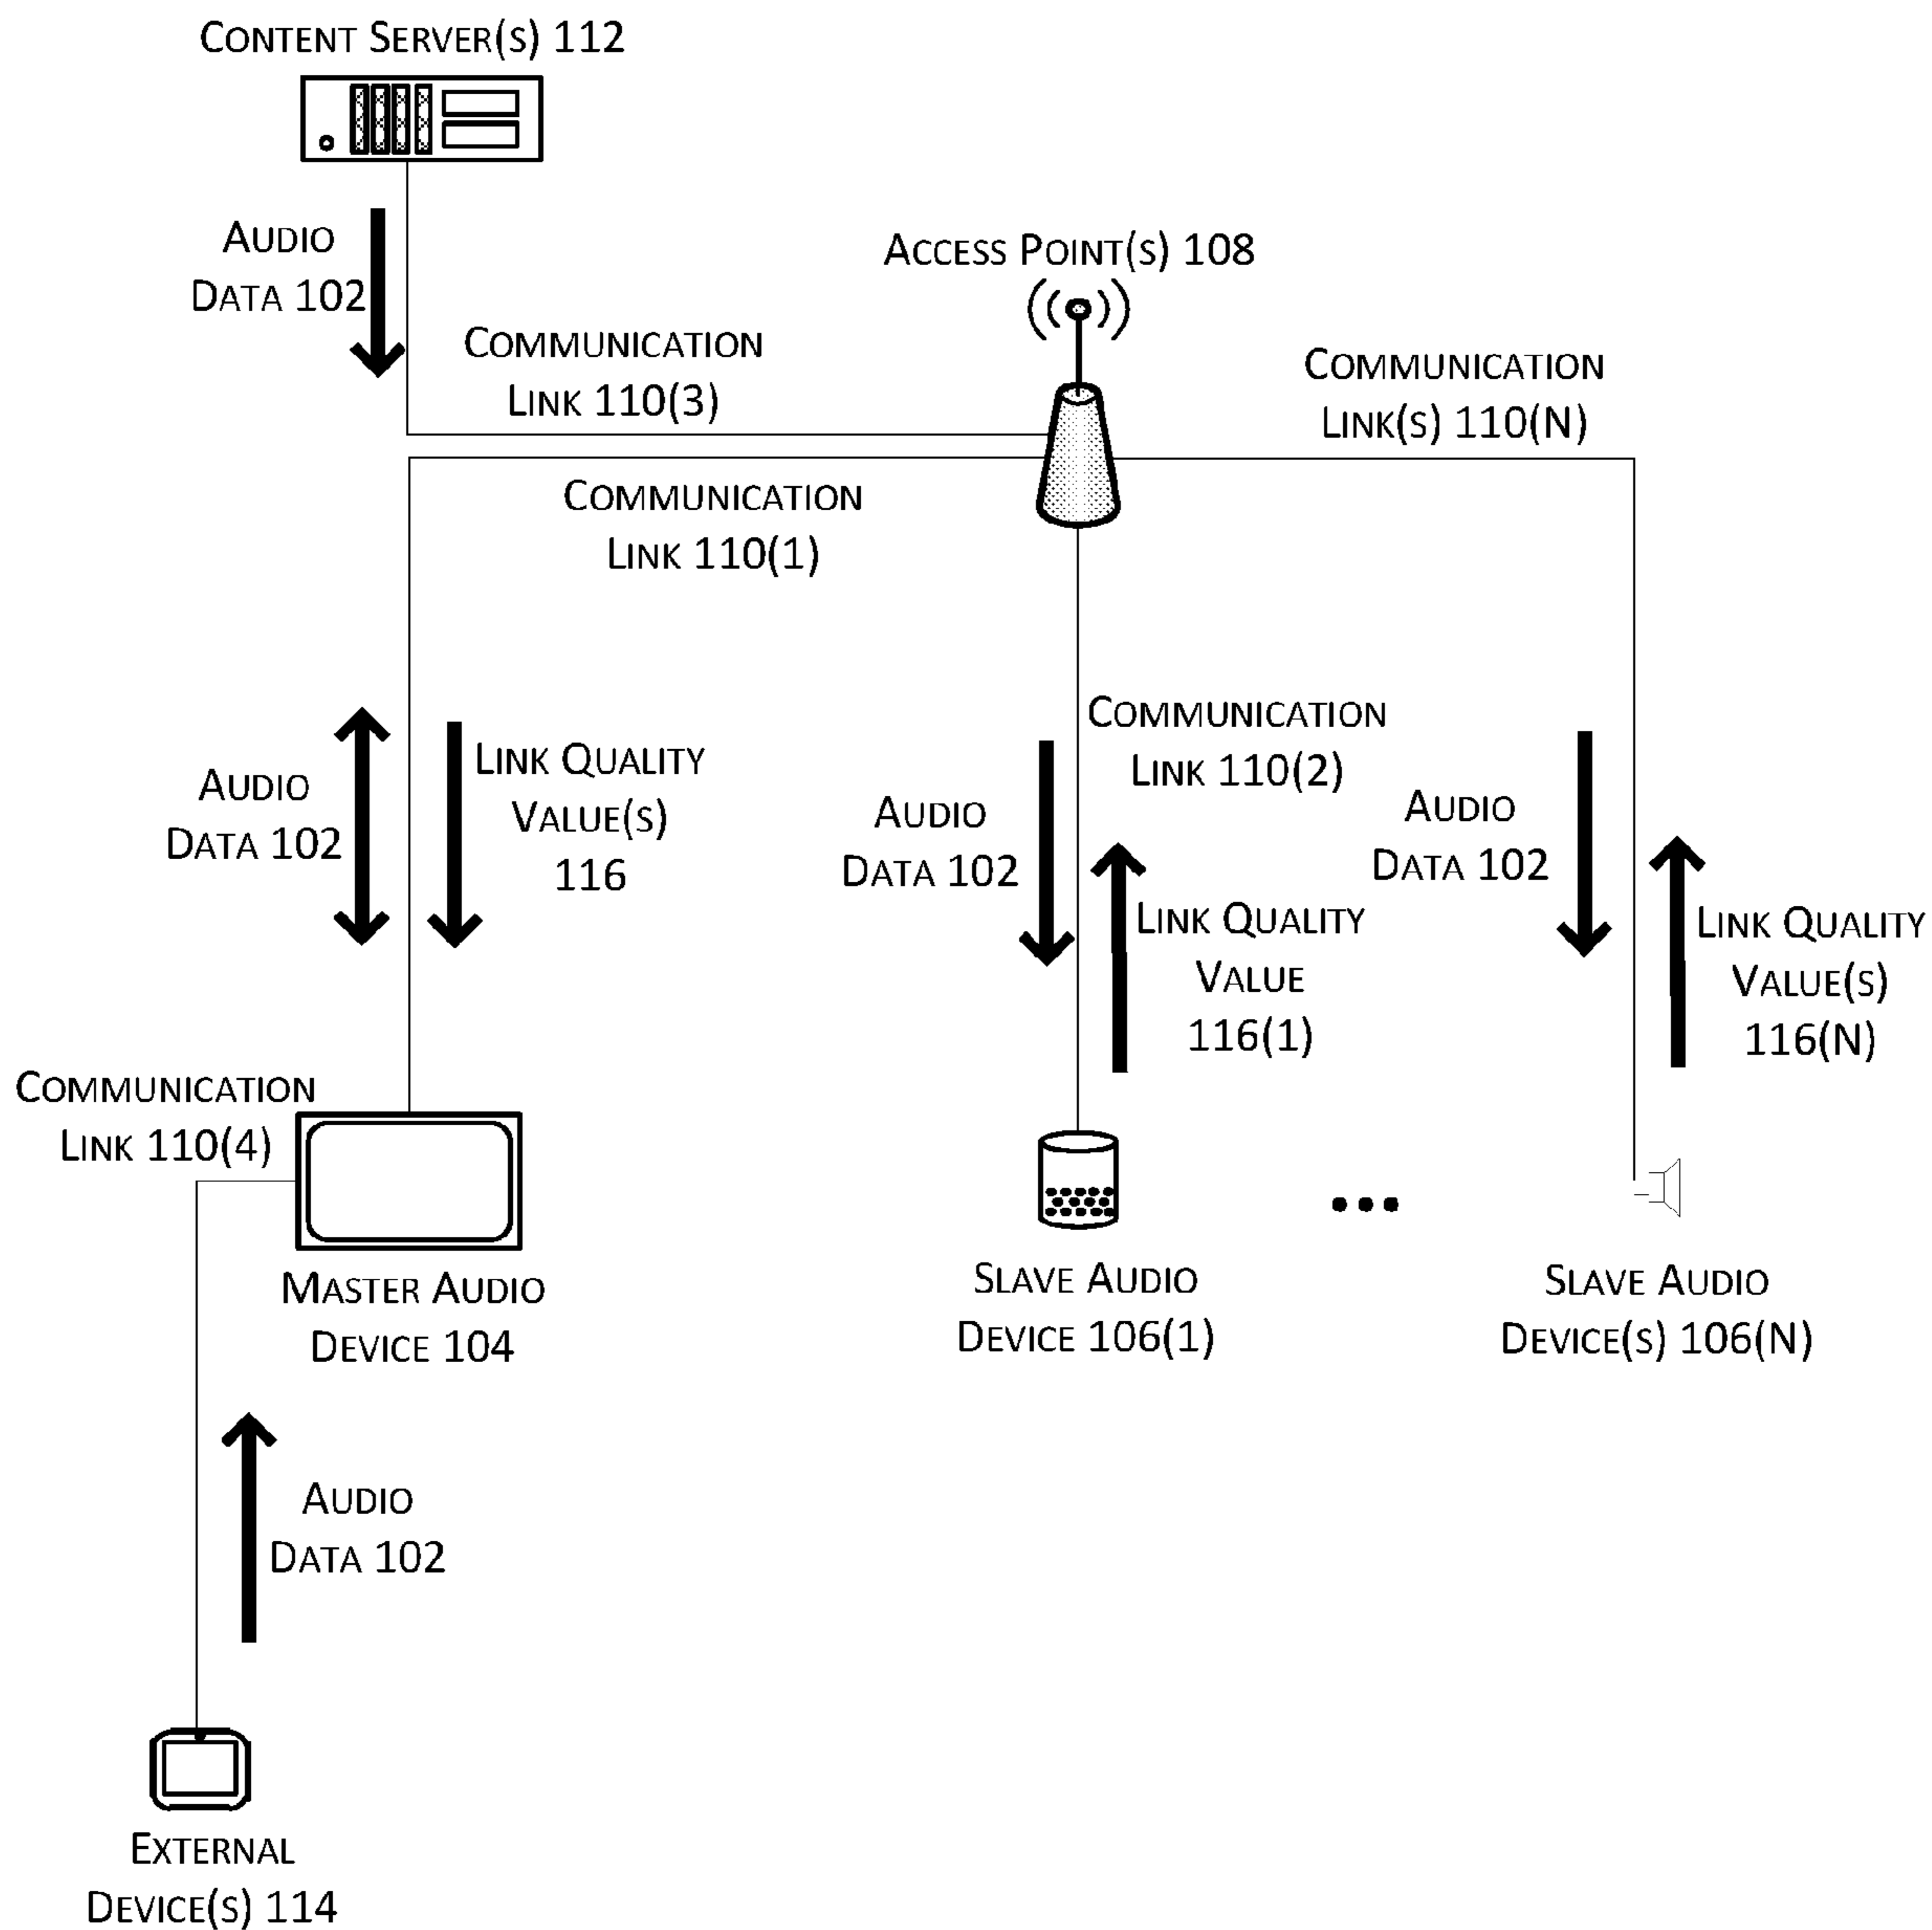 Content Server(s) 112
Audio
Data 102
Access Point(s) 108
Communication
Link 110(3)
Communication
Link(s) 110(N)
Communication
Link 110(1)
Audio
Data 102
Link Quality
Value(s)
116
Communication
Link 110(2)
Audio
Data 102
Link Quality
Value
116(1)
Audio
Data 102
Link Quality
Value(s)
116(N)
Communication
Link 110(4)
Master Audio
Device 104
Slave Audio
Device 106(1)
Slave Audio
Device(s) 106(N)
Audio
Data 102
External
Device(s) 114